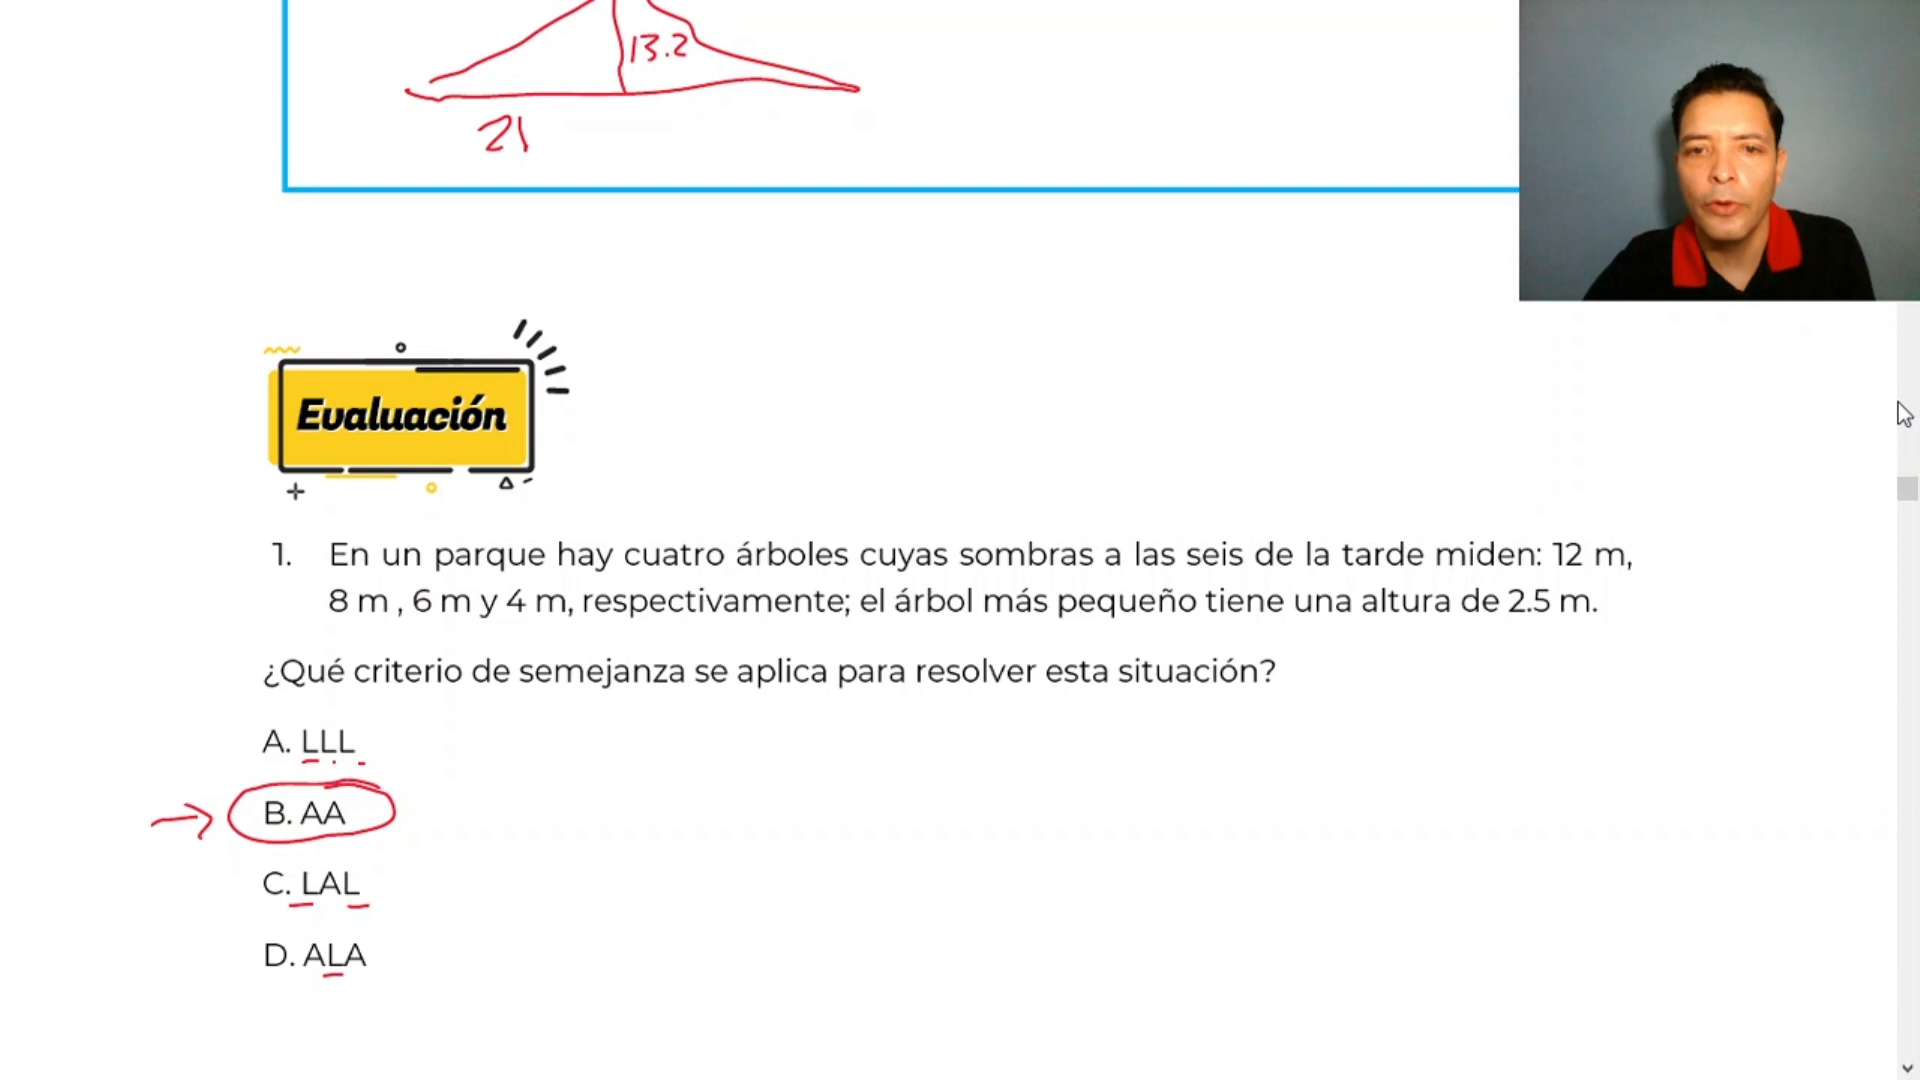 13.2
21
Evaluación
1. En un parque hay cuatro árboles cuyas sombras a las seis de la tarde miden: 12 m,
8 m , 6 m y 4 m, respectivamente; el árbol más pequeño tiene una altura de 2.5 m.
¿Qué criterio de semejanza se aplica para resolver esta situación?
A. LLL
B. AA
C. LAL
D. ALA